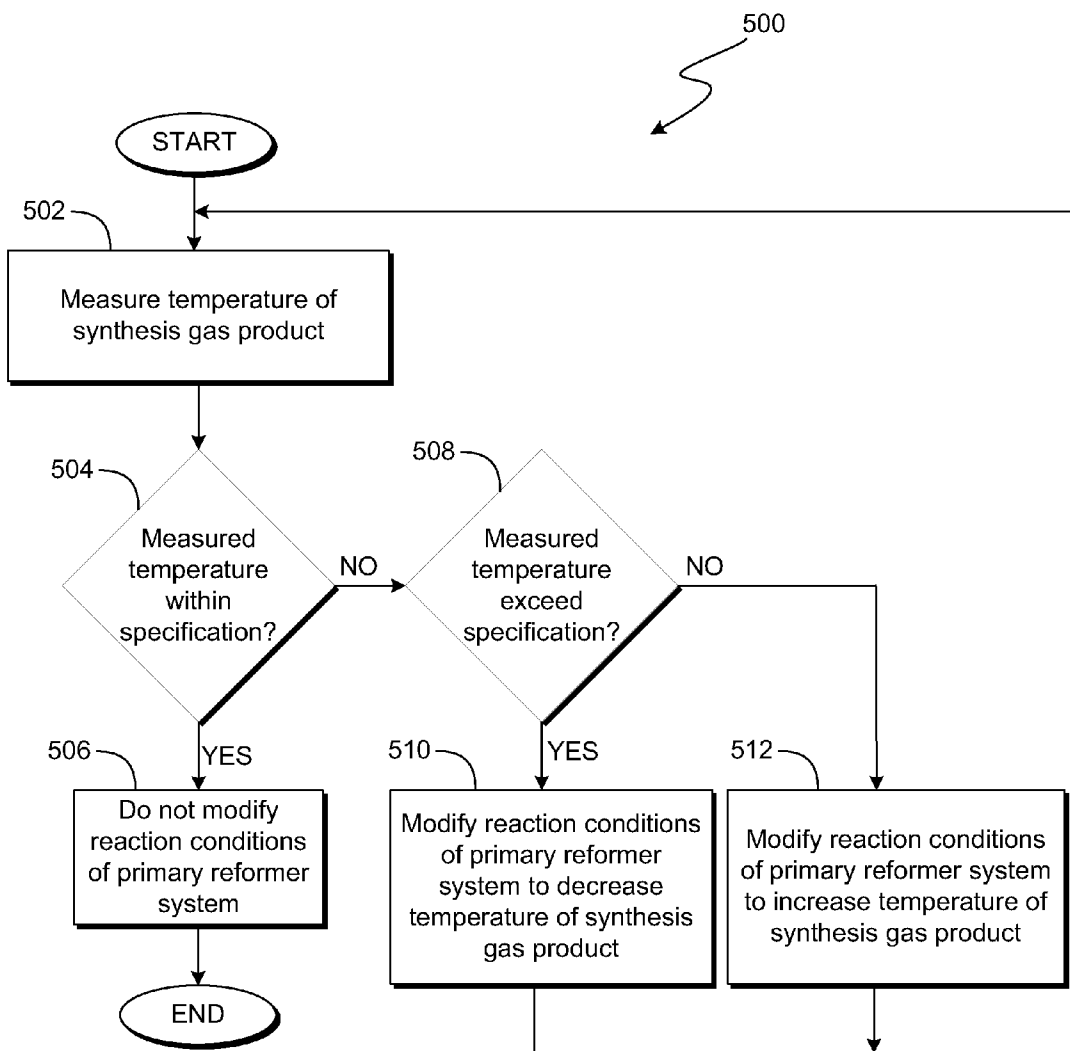 500
START
502
Measure temperature of
synthesis gas product
504
Measured
temperature
within
specification?
NO
508
Measured
temperature
exceed
specification?
NO
YES
506
Do not modify
reaction conditions
of primary reformer
system
YES
510
Modify reaction conditions
of primary reformer
system to decrease
temperature of synthesis
gas product
512
Modify reaction conditions
of primary reformer system
to increase temperature of
synthesis gas product
END